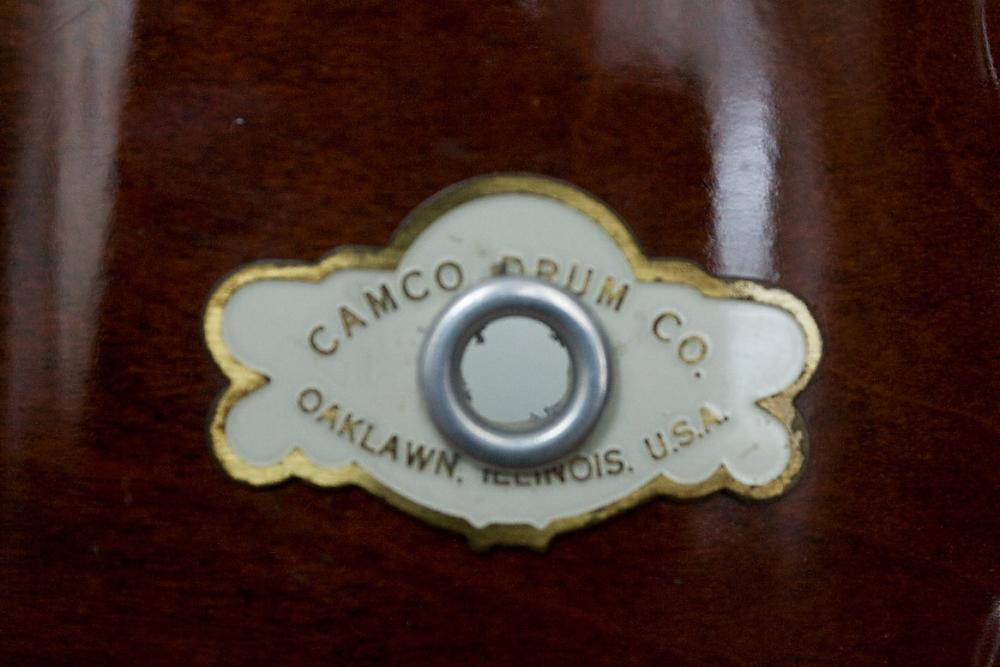 CAMCO DRUM CO.
OAKLAWN, ILLINOIS, U.S.A.